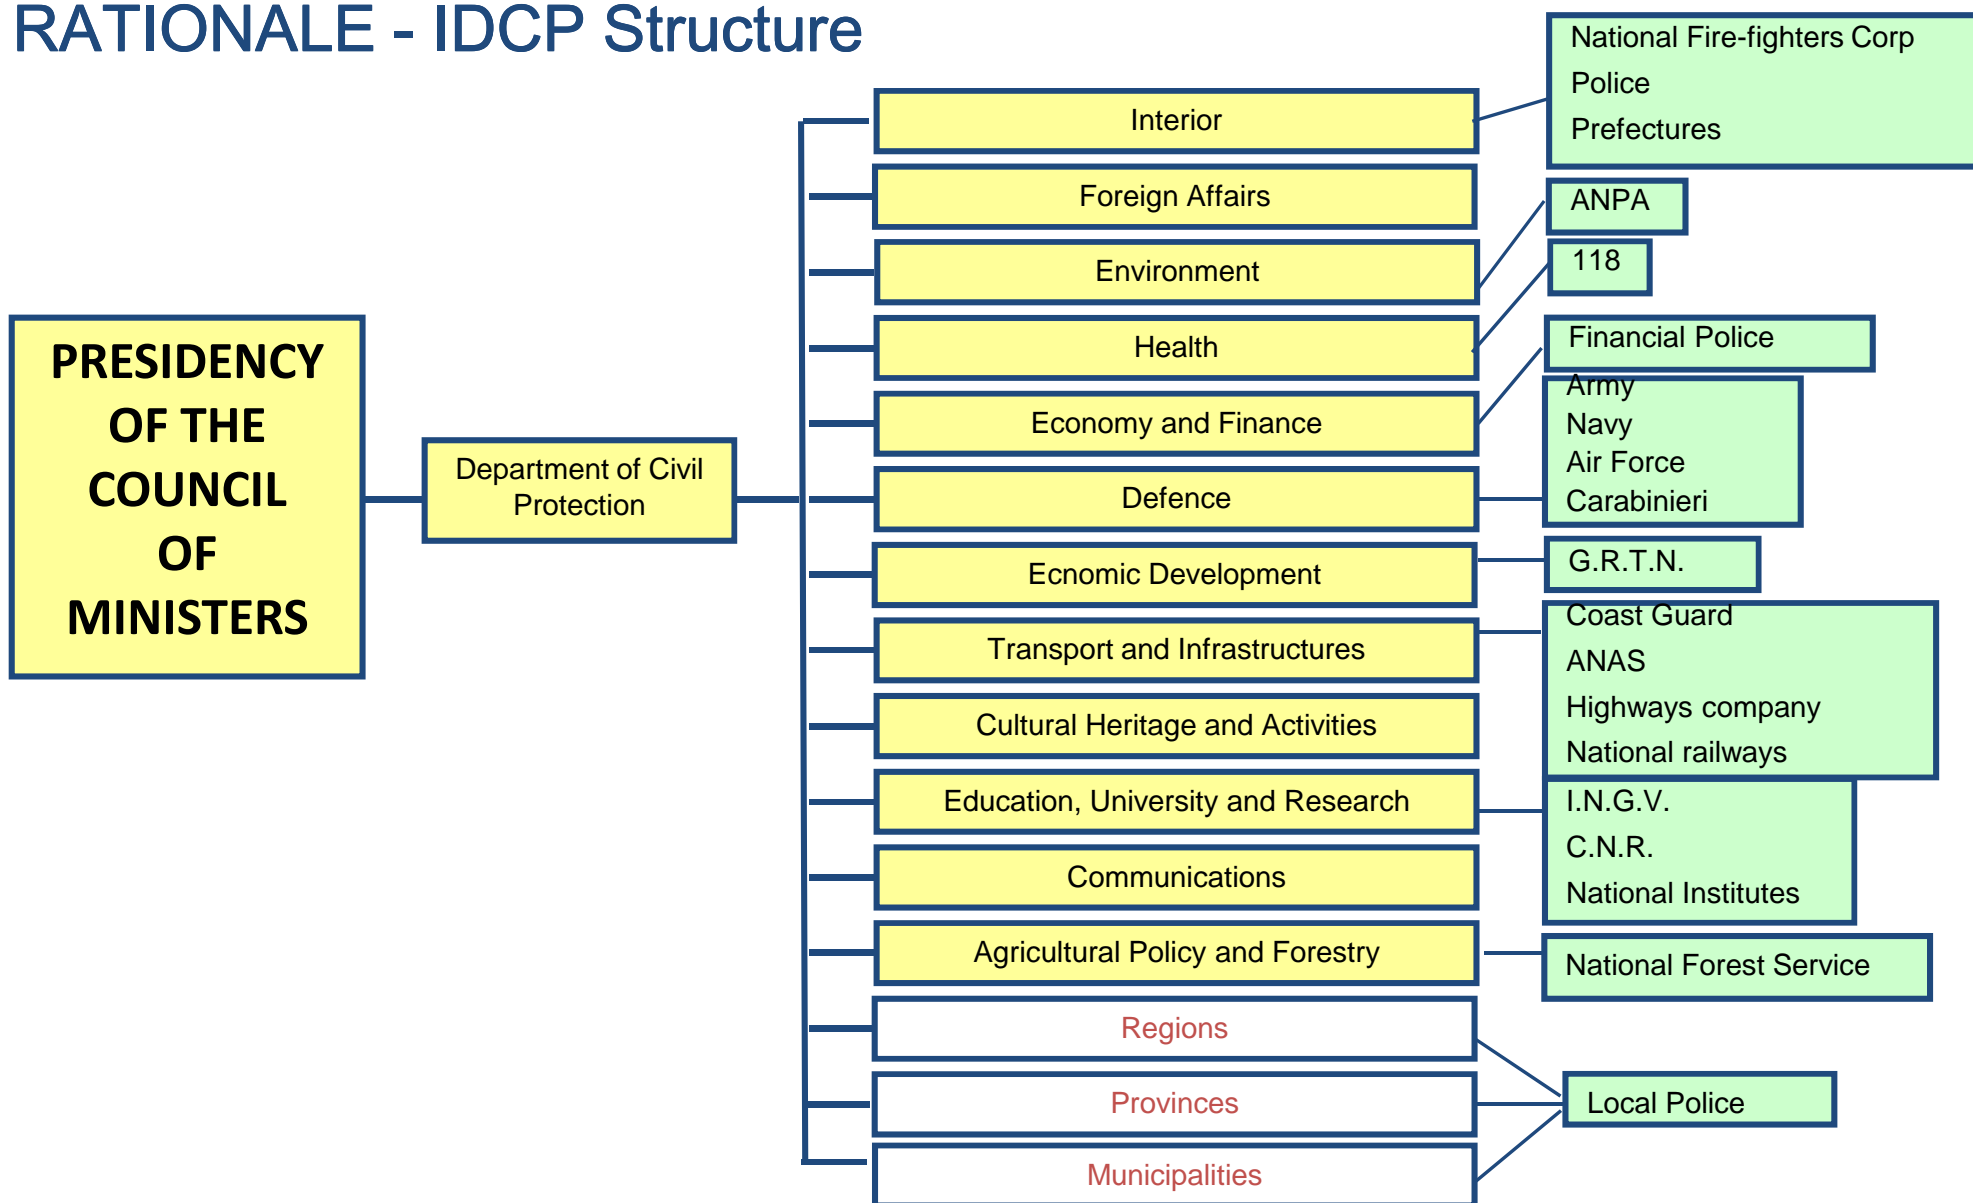 RATIONALE - IDCP Structure
PRESIDENCY
OF THE
COUNCIL
OF
MINISTERS
Department of Civil
Protection
Interior
Foreign Affairs
Environment
Health
Economy and Finance
Defence
Ecnomic Development
Transport and Infrastructures
Cultural Heritage and Activities
Education, University and Research
Communications
Agricultural Policy and Forestry
Regions
Provinces
Municipalities
National Fire-fighters Corp
Police
Prefectures
ANPA
118
Financial Police
Army
Navy
Air Force
Carabinieri
G.R.T.N.
Coast Guard
ANAS
Highways company
National railways
I.N.G.V.
C.N.R.
National Institutes
National Forest Service
Local Police